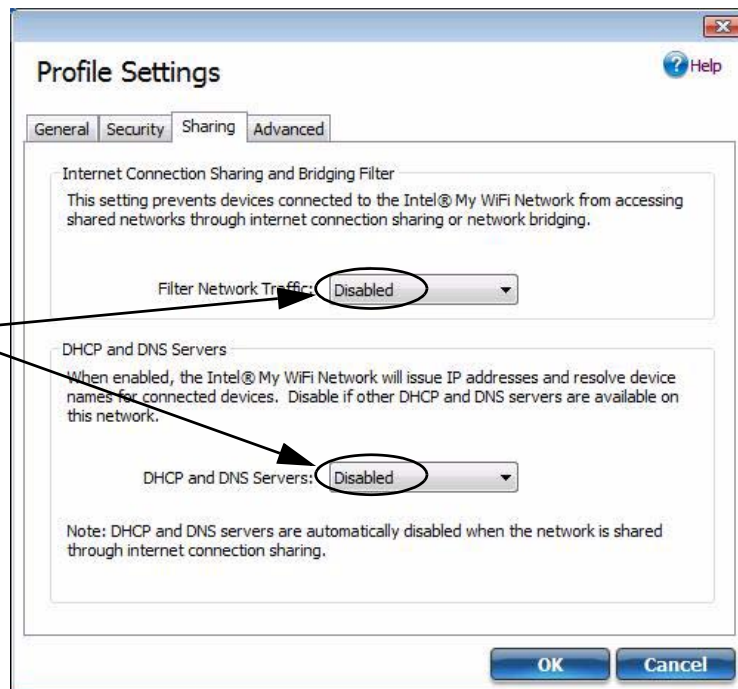 Profile Settings
Help
General Security Sharing Advanced
Internet Connection Sharing and Bridging Filter
This setting prevents devices connected to the Intel® My WiFi Network from accessing
shared networks through internet connection sharing or network bridging.
Filter Network Traffic: Disabled
DHCP and DNS Servers
When enabled, the Intel® My WiFi Network will issue IP addresses and resolve device
names for connected devices. Disable if other DHCP and DNS servers are available on
this network.
DHCP and DNS Servers: Disabled
Note: DHCP and DNS servers are automatically disabled when the network is shared
through internet connection sharing.
OK Cancel